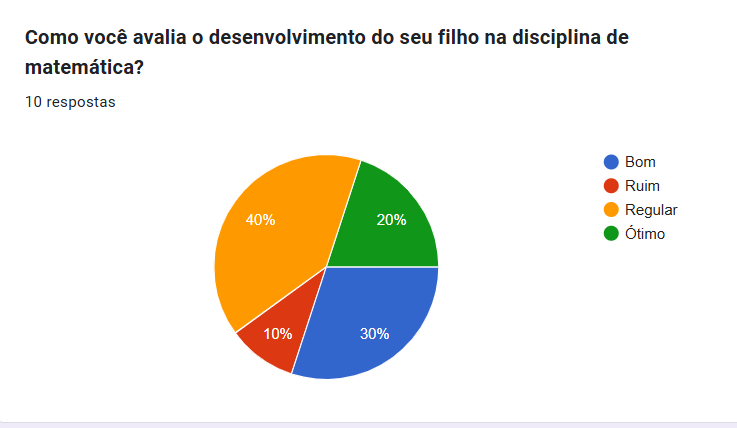 Como você avalia o desenvolvimento do seu filho na disciplina de
matemática?
10 respostas
Bom
Ruim
Regular
Ótimo
40%
20%
10%
30%